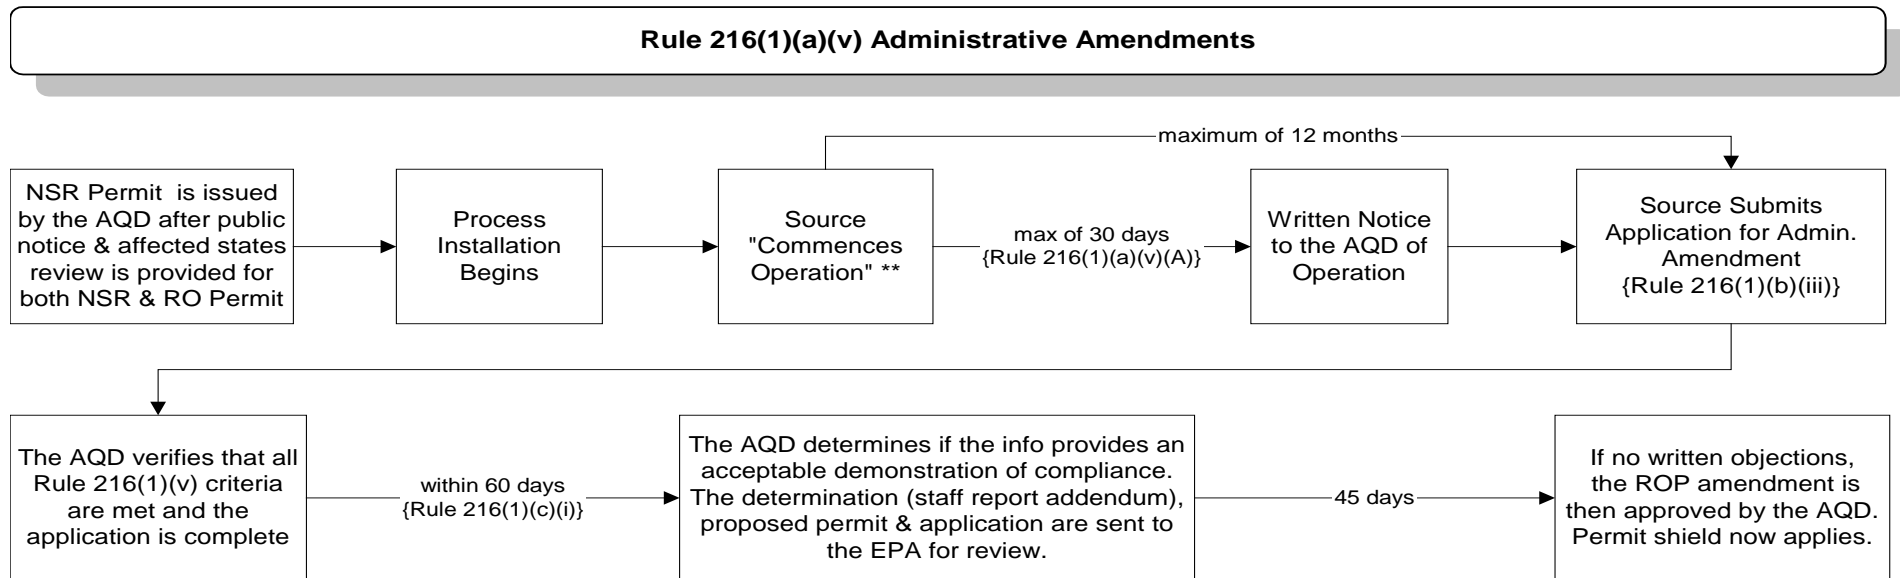 Rule 216(1)(a)(v) Administrative Amendments
maximum of 12 months
NSR Permit is issued
by the AQD after public
notice & affected states
review is provided for
both NSR & RO Permit
Process
Installation
Begins
Source
"Commences
Operation" **
max of 30 days
{Rule 216(1)(a)(v)(A)}
Written Notice
to the AQD of
Operation
Source Submits
Application for Admin.
Amendment
{Rule 216(1)(b)(iii)}
The AQD verifies that all
Rule 216(1)(v) criteria
are met and the
application is complete
within 60 days
{Rule 216(1)(c)(i)}
The AQD determines if the info provides an
acceptable demonstration of compliance.
The determination (staff report addendum),
proposed permit & application are sent to
the EPA for review.
45 days
If no written objections,
the ROP amendment is
then approved by the AQD.
Permit shield now applies.